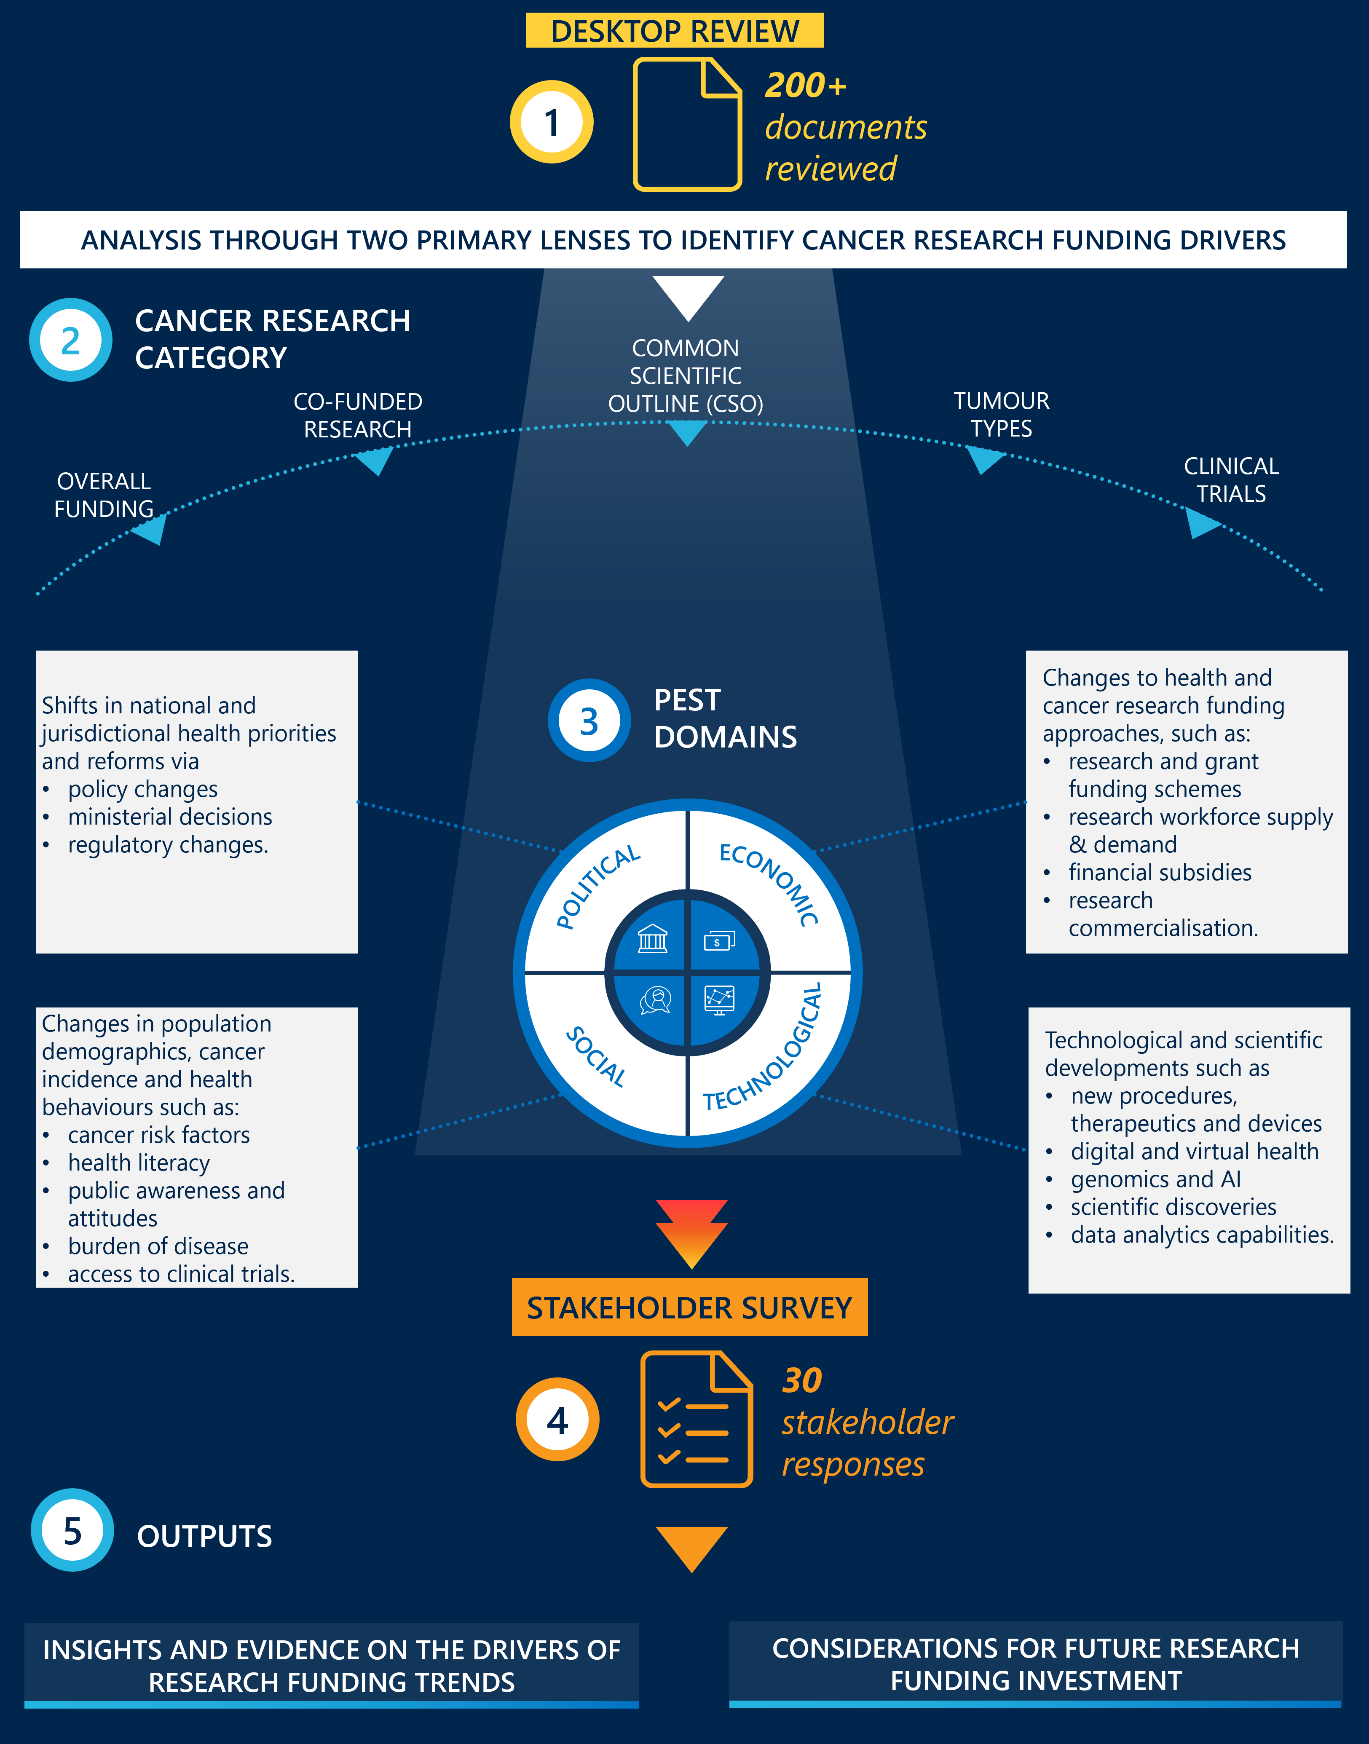 DESKTOP REVIEW
1
200+
documents
reviewed
ANALYSIS THROUGH TWO PRIMARY LENSES TO IDENTIFY CANCER RESEARCH FUNDING DRIVERS
2
CANCER RESEARCH
CATEGORY
OVERALL
FUNDING
CO-FUNDED
RESEARCH
COMMON
SCIENTIFIC
OUTLINE (CSO)
TUMOUR
TYPES
CLINICAL
TRIALS
3
PEST
DOMAINS
Shifts in national and
jurisdictional health priorities
and reforms via
• policy changes
• ministerial decisions
• regulatory changes.
POLITICAL
ECONOMIC
$
SOCIAL
TECHNOLOGICAL
Changes to health and
cancer research funding
approaches, such as:
• research and grant
funding schemes
• research workforce supply
& demand
• financial subsidies
• research
commercialisation.
Changes in population
demographics, cancer
incidence and health
behaviours such as:
• cancer risk factors
• health literacy
• public awareness and
attitudes
• burden of disease
• access to clinical trials.
Technological and scientific
developments such as
• new procedures,
therapeutics and devices
• digital and virtual health
• genomics and AI
• scientific discoveries
• data analytics capabilities.
STAKEHOLDER SURVEY
4
30
stakeholder
responses
5
OUTPUTS
INSIGHTS AND EVIDENCE ON THE DRIVERS OF
RESEARCH FUNDING TRENDS
CONSIDERATIONS FOR FUTURE RESEARCH
FUNDING INVESTMENT